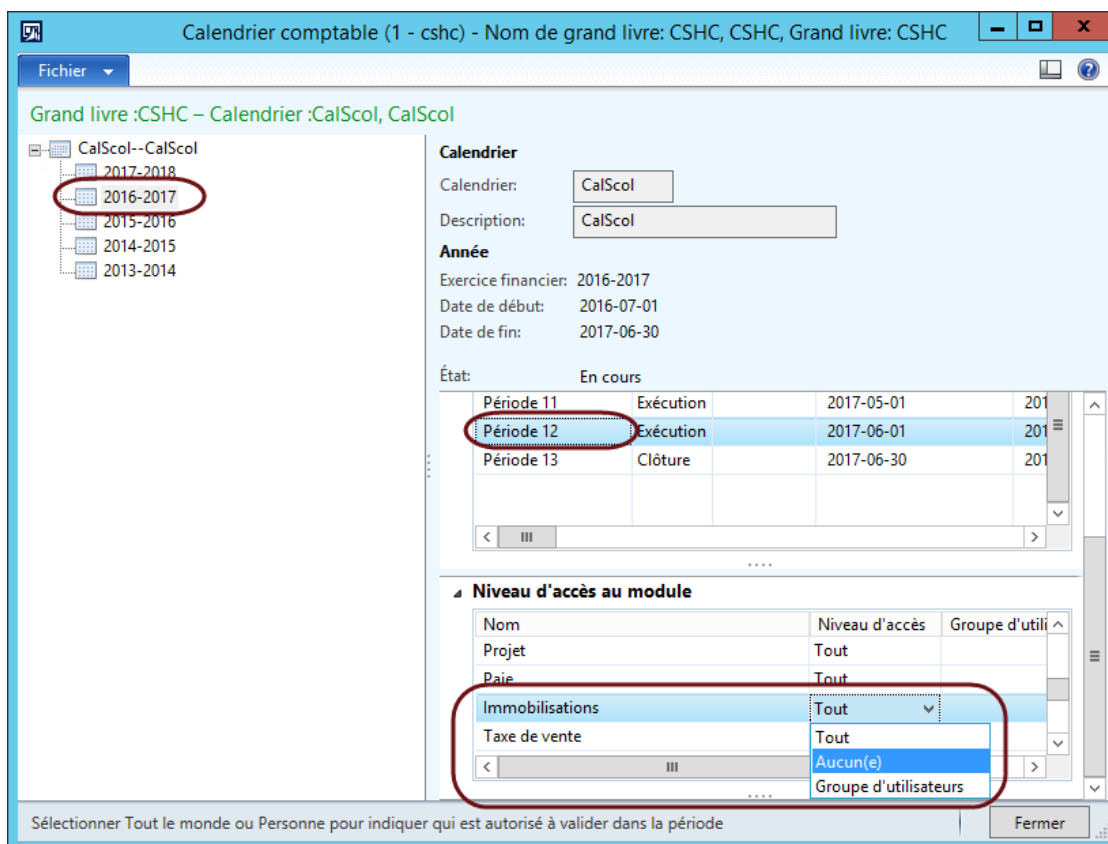 Calendrier comptable (1 - cshc) - Nom de grand livre: CSHC, CSHC, Grand livre: CSHC
Fichier
Grand livre :CSHC – Calendrier :CalScol, CalScol
CalScol--CalScol
2017-2018
2016-2017
2015-2016
2014-2015
2013-2014
Calendrier
Calendrier: CalScol
Description: CalScol
Année
Exercice financier: 2016-2017
Date de début: 2016-07-01
Date de fin: 2017-06-30
État: En cours
Période 11 Exécution 2017-05-01 201
Période 12 Exécution 2017-06-01 201
Période 13 Clôture 2017-06-30 201
Niveau d'accès au module
Nom Niveau d'accès Groupe d'utili
Projet Tout
Paie Tout
Immobilisations Tout
Taxe de vente Tout
Aucun(e)
Groupe d'utilisateurs
Sélectionner Tout le monde ou Personne pour indiquer qui est autorisé à valider dans la période
Fermer